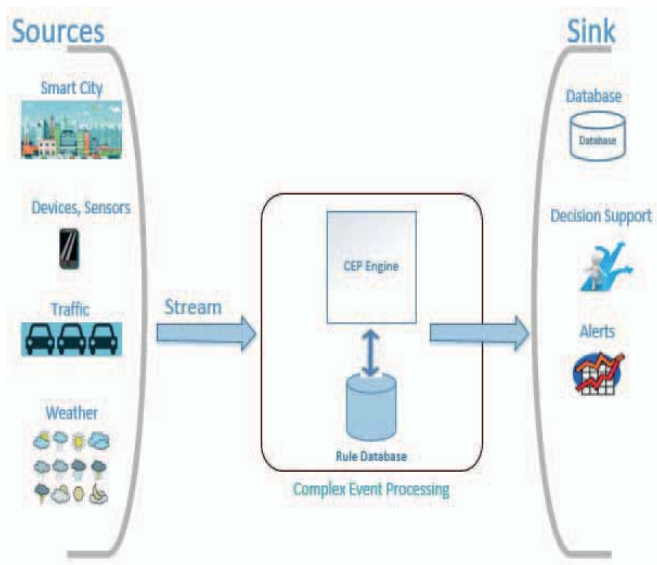 Sources
Smart City
Devices, Sensors
Traffic
Weather
Stream
CEP Engine
Rule Database
Complex Event Processing
Sink
Database
Database
Decision Support
Alerts